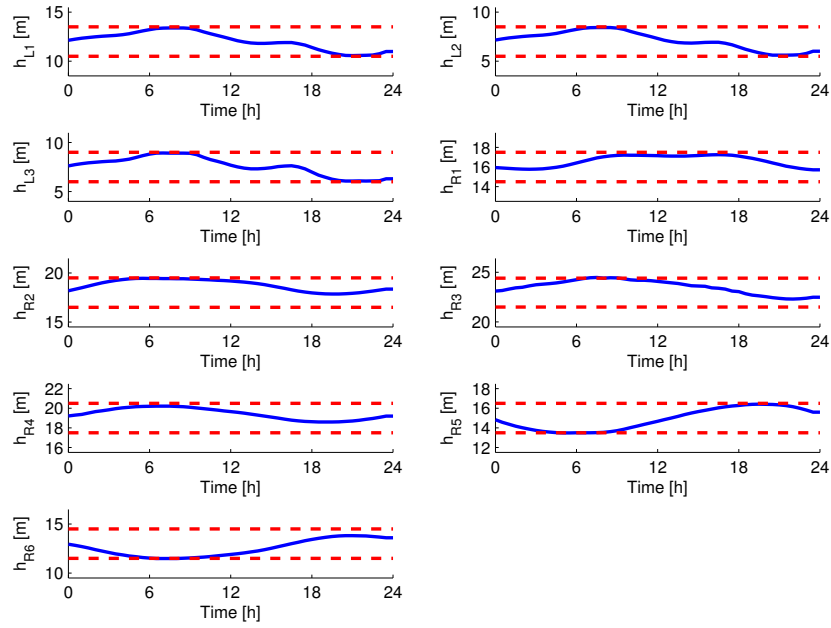 h_L1 [m]
15
10
0 6 12 18 24
Time [h]
h_L2 [m]
10
5
0 6 12 18 24
Time [h]
h_L3 [m]
10
5
0 6 12 18 24
Time [h]
h_R1 [m]
18
16
14
0 6 12 18 24
Time [h]
h_R2 [m]
20
15
0 6 12 18 24
Time [h]
h_R3 [m]
25
20
0 6 12 18 24
Time [h]
h_R4 [m]
22
20
18
16
0 6 12 18 24
Time [h]
h_R5 [m]
18
16
14
12
0 6 12 18 24
Time [h]
h_R6 [m]
15
10
0 6 12 18 24
Time [h]